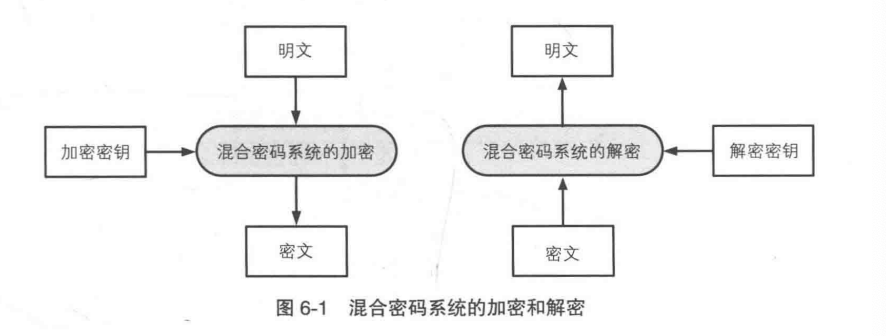 明文
明文
加密密钥
混合密码系统的加密
混合密码系统的解密
解密密钥
密文
密文
图 6-1 混合密码系统的加密和解密